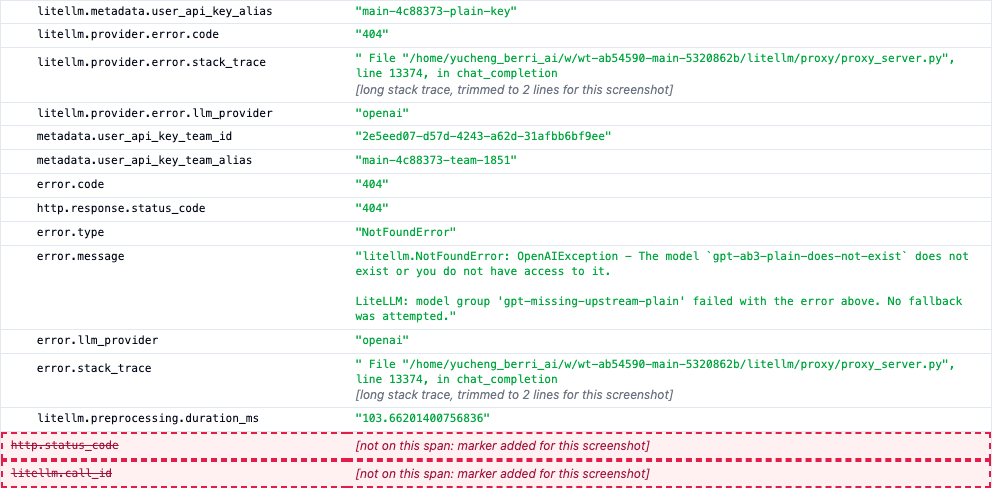 litellm.metadata.user_api_key_alias "main-4c88373-plain-key"
litellm.provider.error.code "404"
litellm.provider.error.stack_trace " File "/home/yucheng_berri_ai/w/wt-ab54590-main-5320862b/litellm/proxy/proxy_server.py",
line 13374, in chat_completion
[long stack trace, trimmed to 2 lines for this screenshot]
litellm.provider.error.llm_provider "openai"
metadata.user_api_key_team_id "2e5eed07-d57d-4243-a62d-31afbb6bf9ee"
metadata.user_api_key_team_alias "main-4c88373-team-1851"
error.code "404"
http.response.status_code "404"
error.type "NotFoundError"
error.message "litellm.NotFoundError: OpenAIException - The model `gpt-ab3-plain-does-not-exist` does not
exist or you do not have access to it.
LiteLLM: model group 'gpt-missing-upstream-plain' failed with the error above. No fallback
was attempted."
error.llm_provider "openai"
error.stack_trace " File "/home/yucheng_berri_ai/w/wt-ab54590-main-5320862b/litellm/proxy/proxy_server.py",
line 13374, in chat_completion
[long stack trace, trimmed to 2 lines for this screenshot]
litellm.preprocessing.duration_ms "103.66201400756836"
http.status_code [not on this span: marker added for this screenshot]
litellm.call_id [not on this span: marker added for this screenshot]